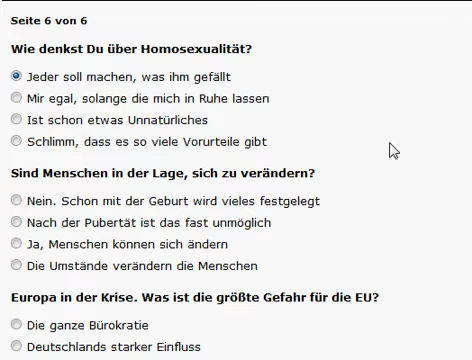 Seite 6 von 6
Wie denkst Du über Homosexualität?
Jeder soll machen, was ihm gefällt
Mir egal, solange die mich in Ruhe lassen
Ist schon etwas Unnatürliches
Schlimm, dass es so viele Vorurteile gibt
Sind Menschen in der Lage, sich zu verändern?
Nein. Schon mit der Geburt wird vieles festgelegt
Nach der Pubertät ist das fast unmöglich
Ja, Menschen können sich ändern
Die Umstände verändern die Menschen
Europa in der Krise. Was ist die größte Gefahr für die EU?
Die ganze Bürokratie
Deutschlands starker Einfluss